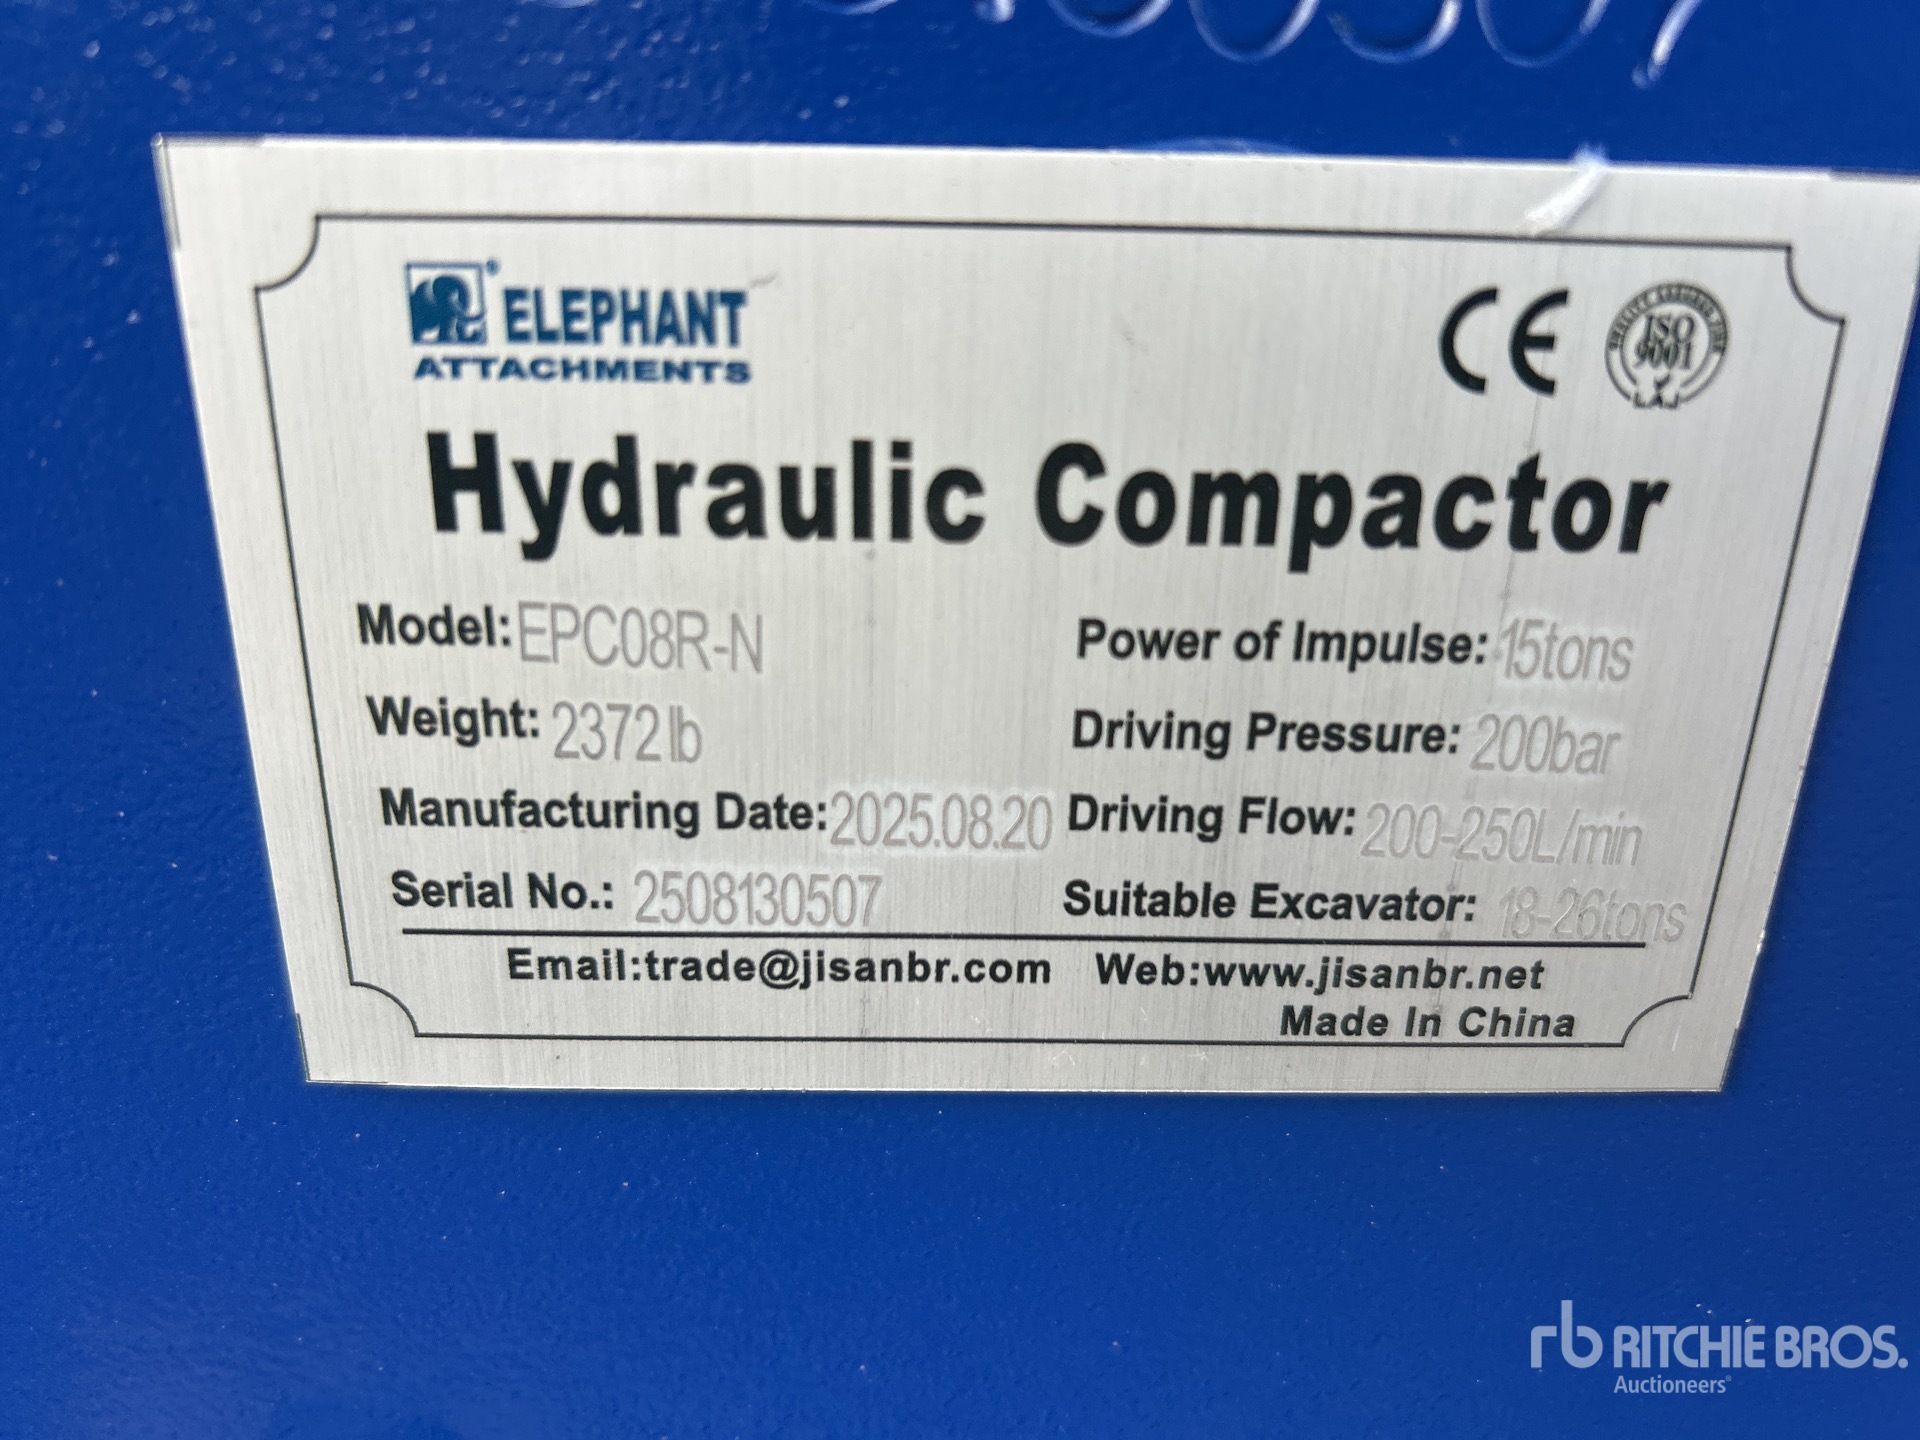 ELEPHANT
ATTACHMENTS
CE
ISO
9001
Hydraulic Compactor
Model: EPC08R-N
Power of Impulse: 15tons
Weight: 2372lb
Driving Pressure: 200bar
Manufacturing Date: 2025.08.20
Driving Flow: 200-250L/min
Serial No.: 2508130507
Suitable Excavator: 18-26tons
Email:trade@jisanbr.com Web:www.jisanbr.net
Made In China
rb RITCHIE BROS.
Auctioneers